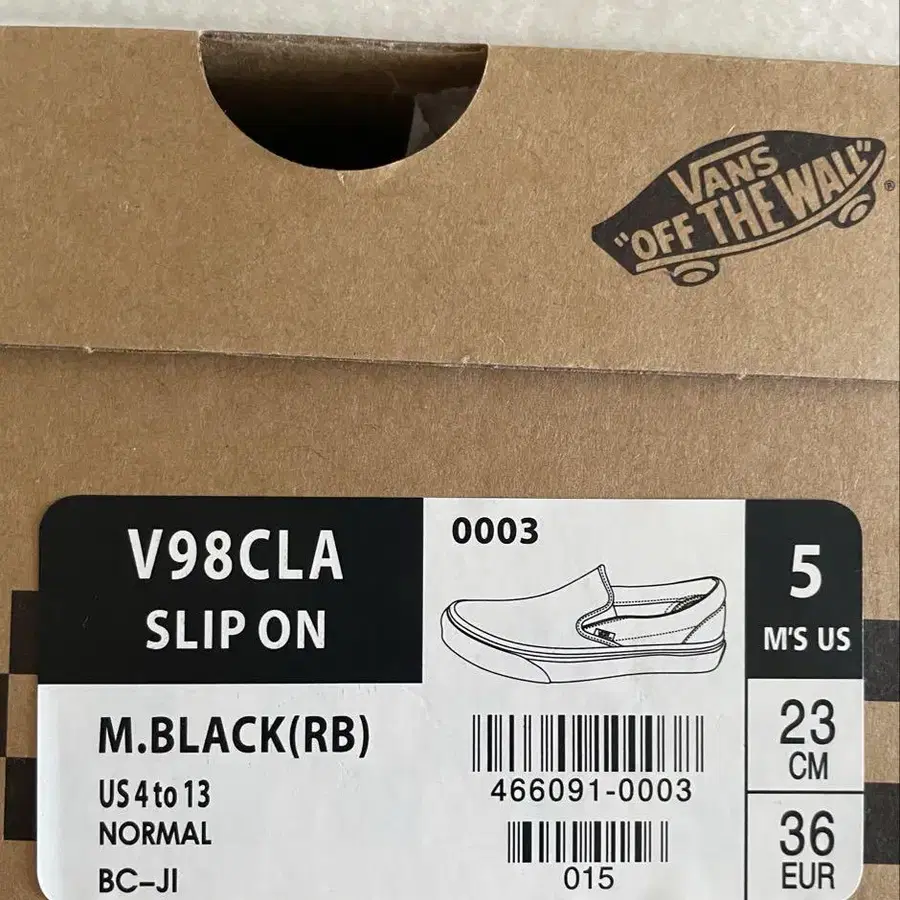 VANS
"OFF THE WALL"
®
V98CLA
SLIP ON
0003
5
M'S US
M.BLACK(RB)
US 4 to 13
NORMAL
BC–JI
466091-0003
015
23
CM
36
EUR